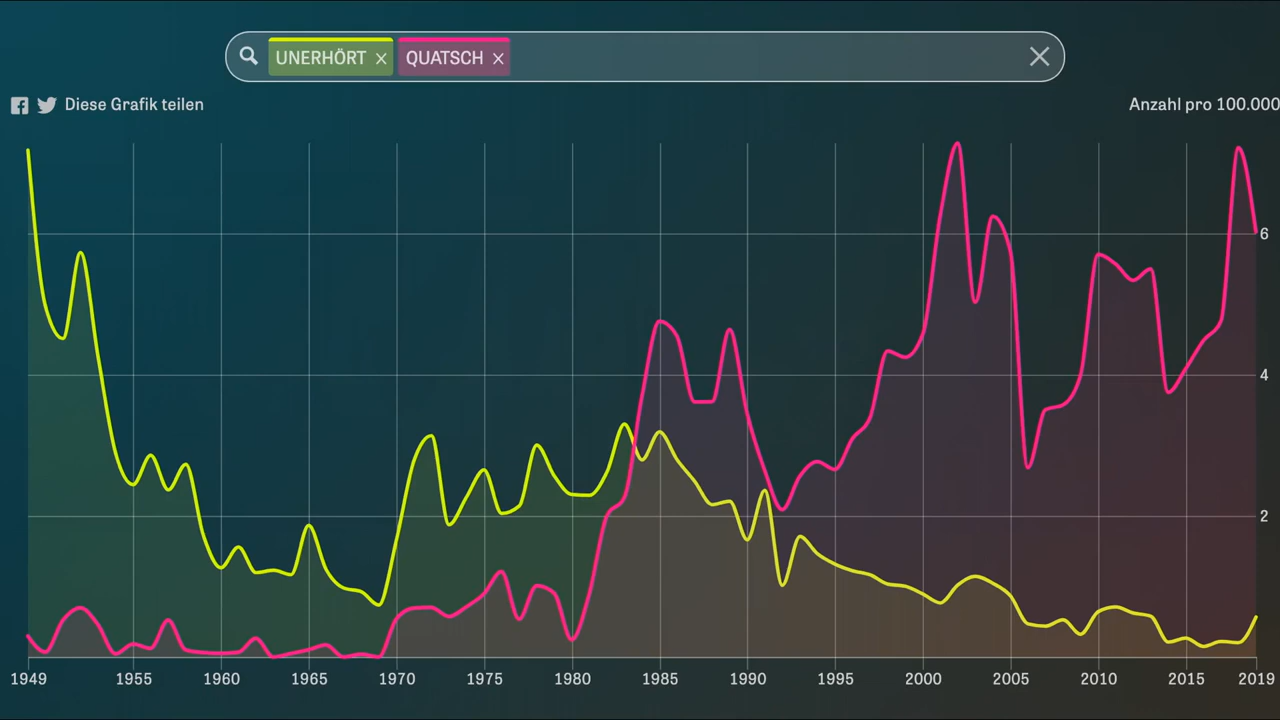 UNERHÖRT × QUATSCH ×
Diese Grafik teilen
Anzahl pro 100.000
6
4
2
1949 1955 1960 1965 1970 1975 1980 1985 1990 1995 2000 2005 2010 2015 2019